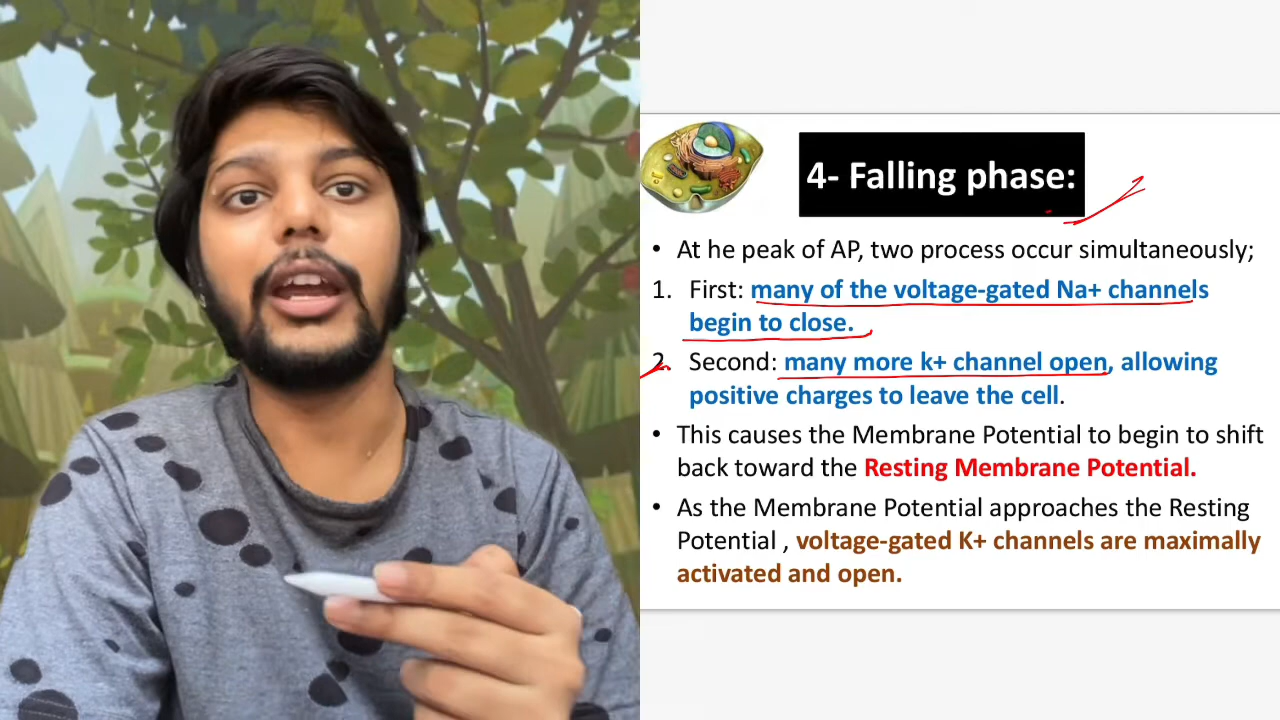 4- Falling phase:
• At he peak of AP, two process occur simultaneously;
1. First: many of the voltage-gated Na+ channels
begin to close.
2. Second: many more k+ channel open, allowing
positive charges to leave the cell.
• This causes the Membrane Potential to begin to shift
back toward the Resting Membrane Potential.
• As the Membrane Potential approaches the Resting
Potential , voltage-gated K+ channels are maximally
activated and open.